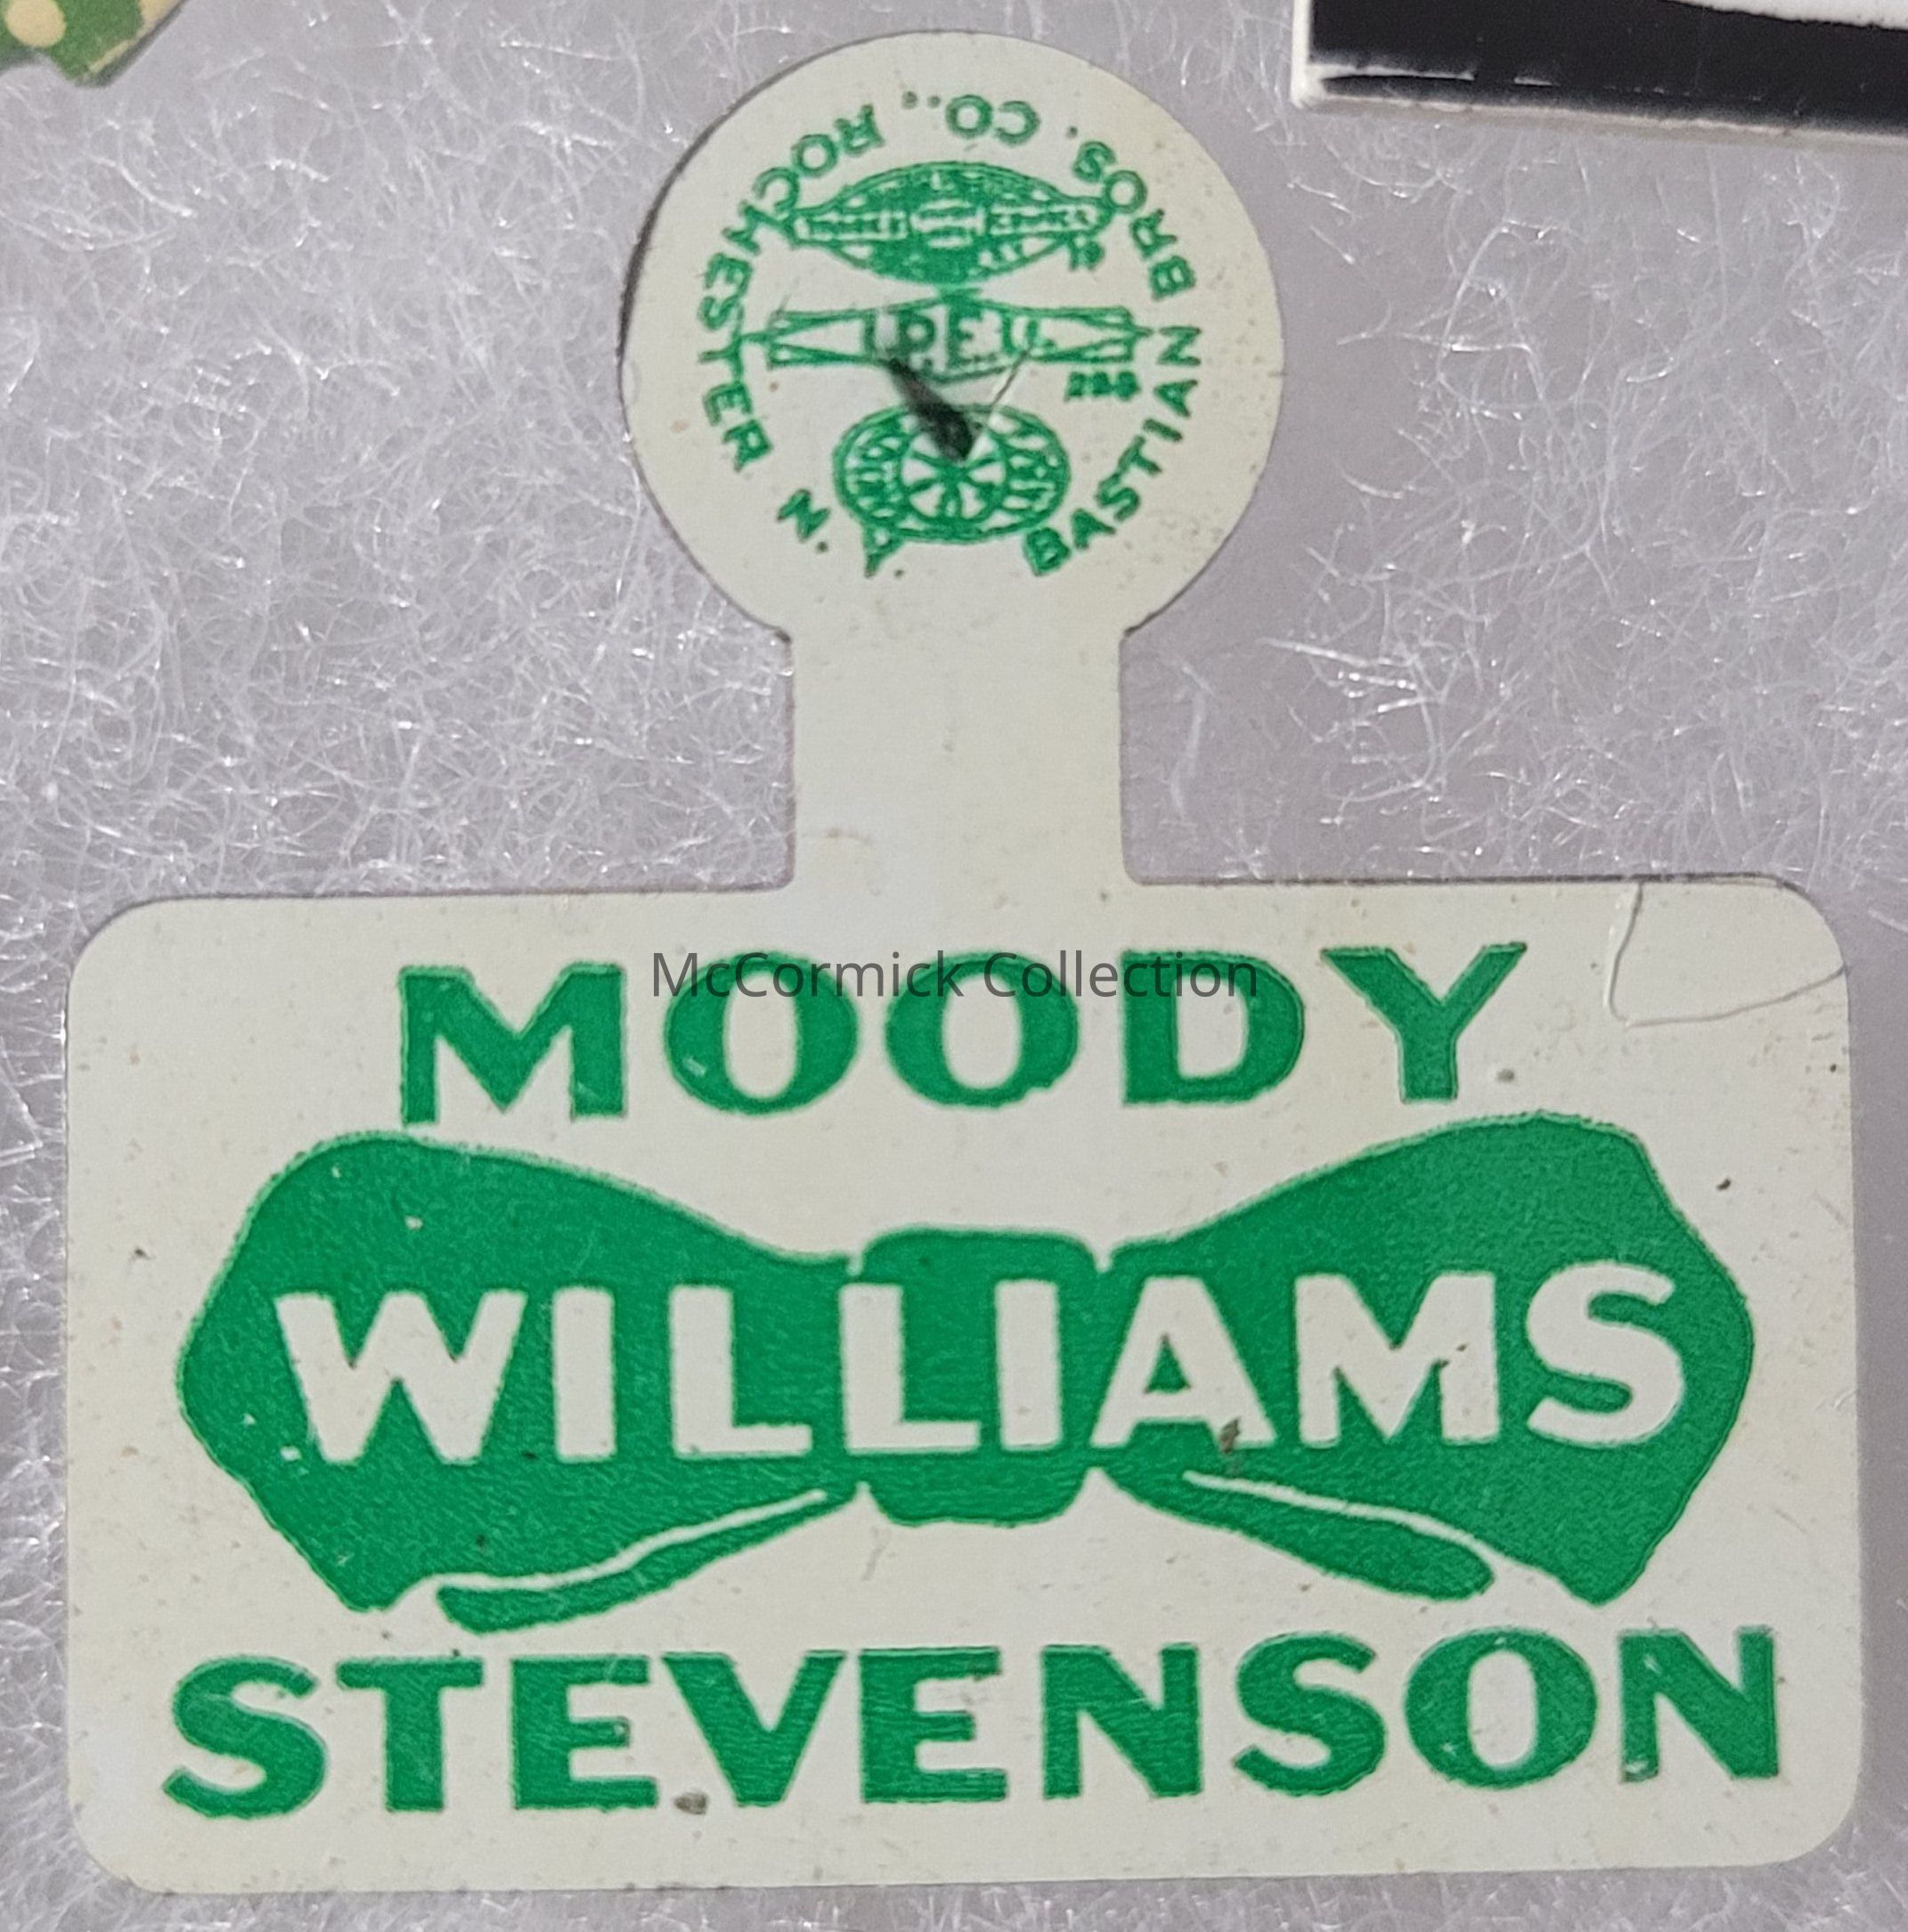 BASTIAN BROS. CO., ROCHESTER N.Y.
MOODY
McCormick Collection
WILLIAMS
STEVENSON